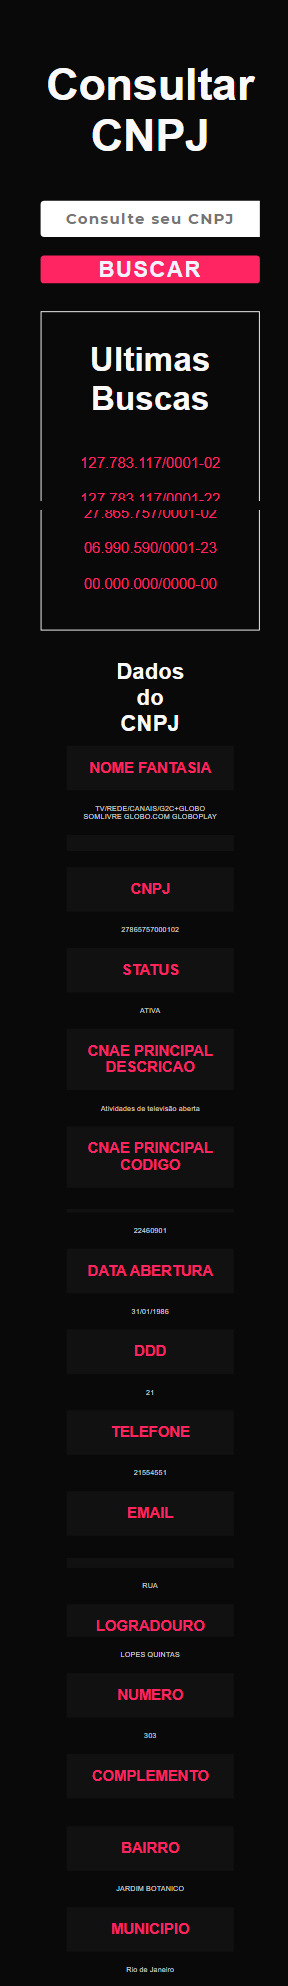 Consultar
CNPJ
Consulte seu CNPJ
BUSCAR
Ultimas
Buscas
127.783.117/0001-02
127.783.117/0001-22
27.865.757/0001-02
06.990.590/0001-23
00.000.000/0000-00
Dados
do
CNPJ
NOME FANTASIA
TV/REDE/CANAIS/G2C+GLOBO
SOMLIVRE GLOBO.COM GLOBOPLAY
CNPJ
27865757000102
STATUS
ATIVA
CNAE PRINCIPAL
DESCRICAO
Atividades de televisão aberta
CNAE PRINCIPAL
CODIGO
22460901
DATA ABERTURA
31/01/1986
DDD
21
TELEFONE
21554551
EMAIL
RUA
LOGRADOURO
LOPES QUINTAS
NUMERO
303
COMPLEMENTO
BAIRRO
JARDIM BOTANICO
MUNICIPIO
Rio de Janeiro